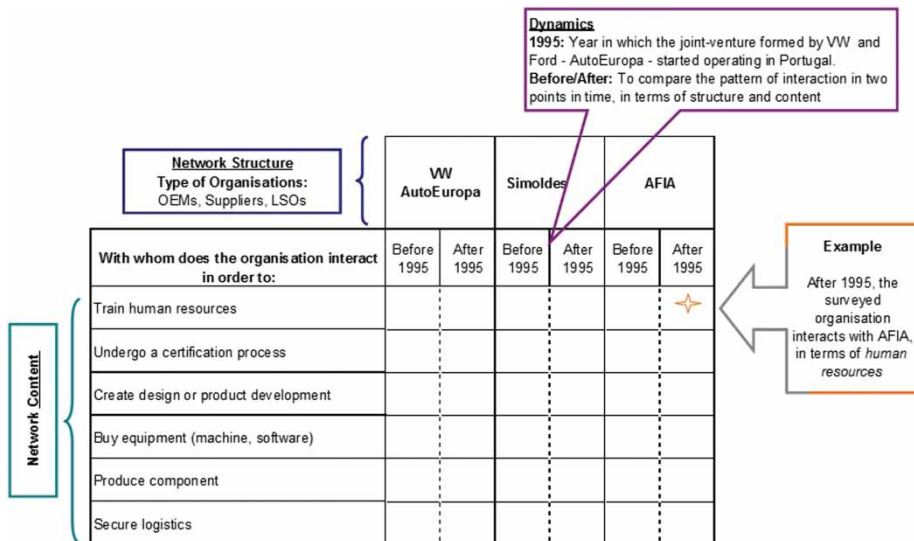 Dynamics
1995: Year in which the joint-venture formed by VW and
Ford - AutoEuropa - started operating in Portugal.
Before/After: To compare the pattern of interaction in two
points in time, in terms of structure and content
Network Structure
Type of Organisations:
OEMs, Suppliers, LSOs
VW
AutoEuropa
Simoldes
AFIA
With whom does the organisation interact
in order to:
Before
1995
After
1995
Before
1995
After
1995
Before
1995
After
1995
Example
After 1995, the
surveyed
organisation
interacts with AFIA,
in terms of human
resources
Network Content
Train human resources
Undergo a certification process
Create design or product development
Buy equipment (machine, software)
Produce component
Secure logistics